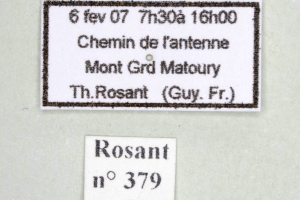 6 fev 07 7h30à 16h00
Chemin de l'antenne
Mont Grd Matoury
Th.Rosant (Guy. Fr.)
Rosant
n° 379